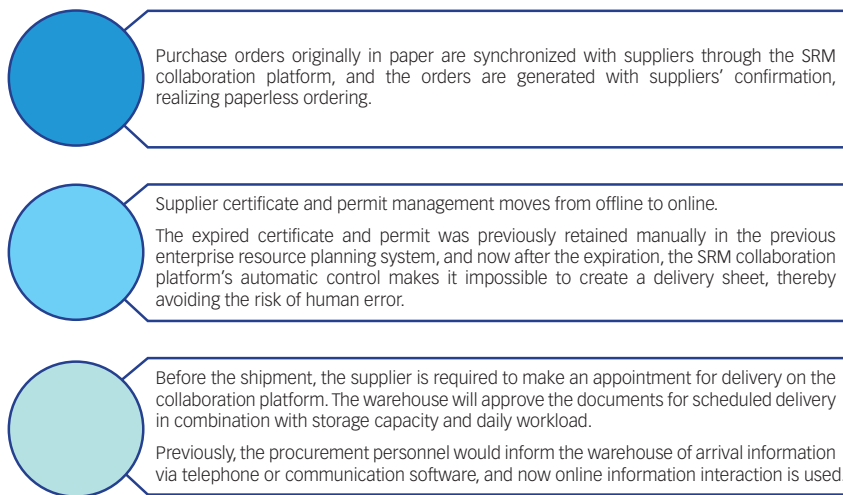 Purchase orders originally in paper are synchronized with suppliers through the SRM
collaboration platform, and the orders are generated with suppliers’ confirmation,
realizing paperless ordering.
Supplier certificate and permit management moves from offline to online.
The expired certificate and permit was previously retained manually in the previous
enterprise resource planning system, and now after the expiration, the SRM collaboration
platform’s automatic control makes it impossible to create a delivery sheet, thereby
avoiding the risk of human error.
Before the shipment, the supplier is required to make an appointment for delivery on the
collaboration platform. The warehouse will approve the documents for scheduled delivery
in combination with storage capacity and daily workload.
Previously, the procurement personnel would inform the warehouse of arrival information
via telephone or communication software, and now online information interaction is used.